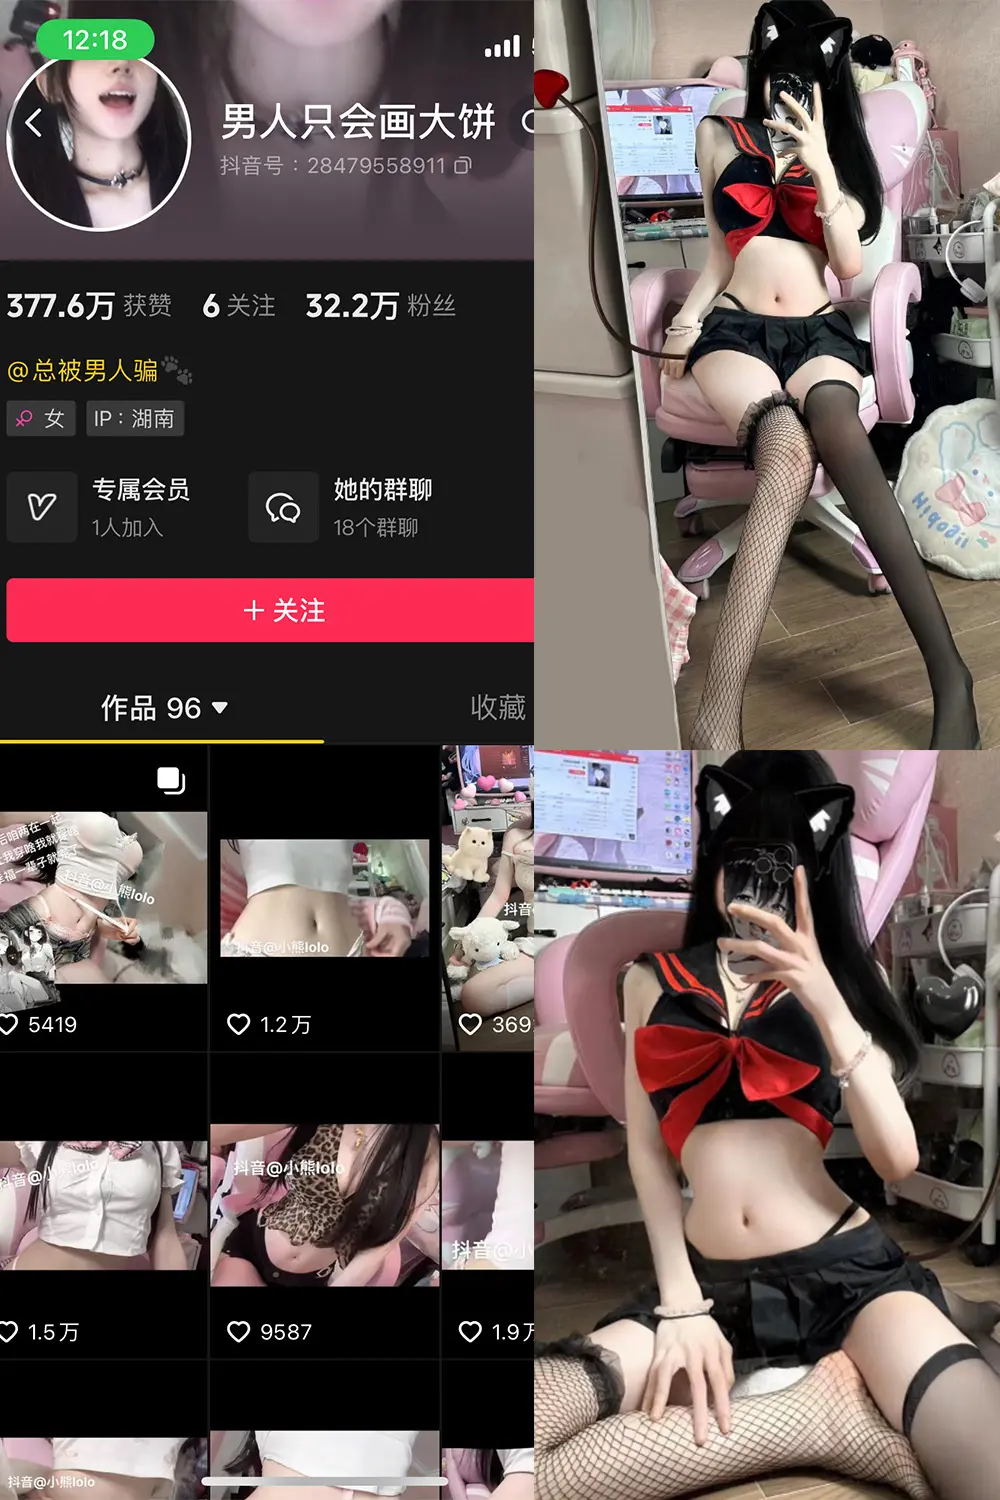 12:18
男人只会画大饼
抖音号：28479558911
377.6万 获赞 6 关注 32.2万 粉丝
@总被男人骗
女 IP：湖南
专属会员 她的群聊
1人加入 18个群聊
+ 关注
作品 96 收藏
抖音@小熊lolo
抖音@小熊lolo
抖音@
5419 1.2万 369
抖音@小熊lolo
抖音@小熊lolo
抖音@小
1.5万 9587 1.9万
抖音@小熊lolo
Hiqodii